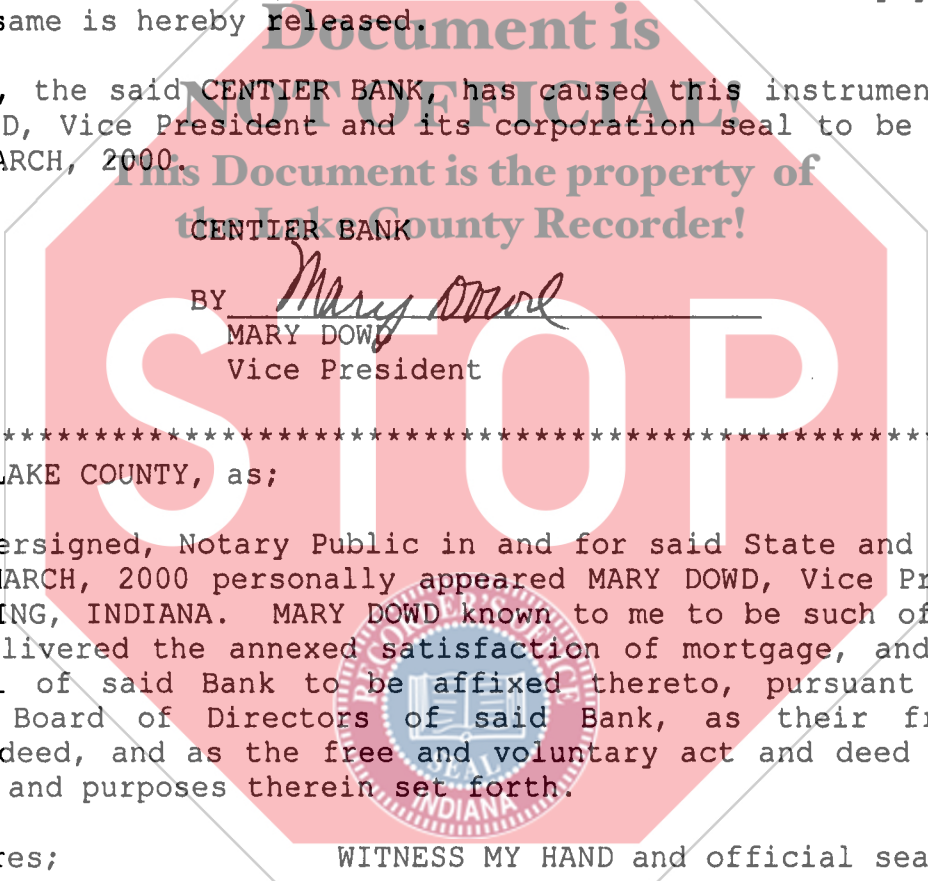 same is hereby released.
Document is
, the said CENTIER BANK, has caused this instrumen
NOT OFFICIAL!
D, Vice President and its corporation seal to be
ARCH, 2000.
This Document is the property of
the Lake County Recorder!
CENTIER BANK
BY Mary Dowd
MARY DOWD
Vice President
STOP
****************************************************
LAKE COUNTY, as;
ersigned, Notary Public in and for said State and
MARCH, 2000 personally appeared MARY DOWD, Vice Pr
ING, INDIANA. MARY DOWD known to me to be such of
livered the annexed satisfaction of mortgage, and
of said Bank to be affixed thereto, pursuant
Board of Directors of said Bank, as their fr
deed, and as the free and voluntary act and deed
and purposes therein set forth.
RECORDER'S OFFICE
SEAL
INDIANA
res;
WITNESS MY HAND and official sea